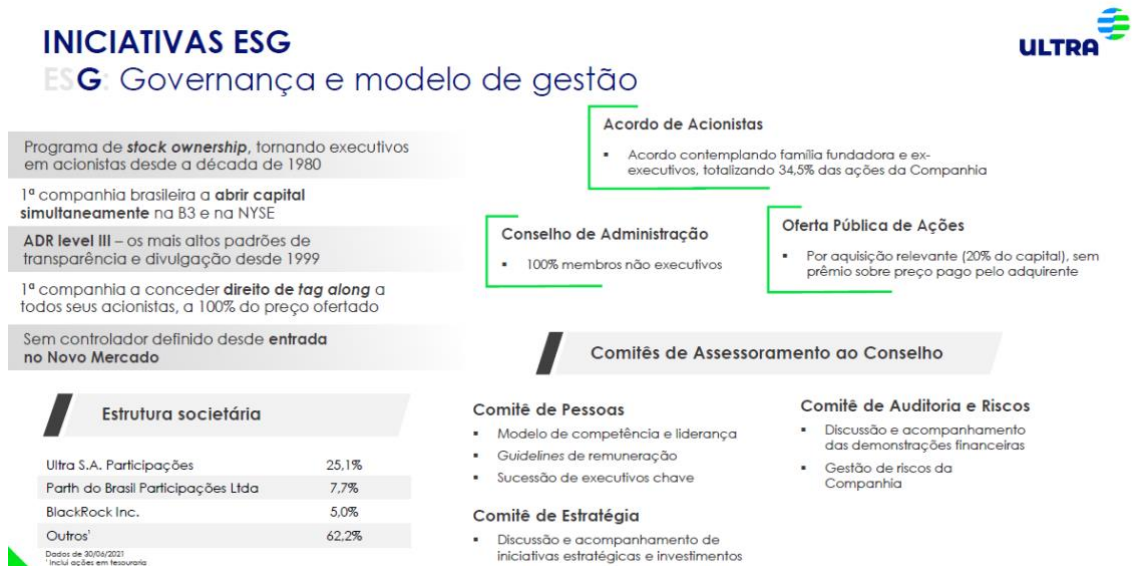 INICIATIVAS ESG
ESG: Governança e modelo de gestão
ULTRA
Programa de stock ownership, tornando executivos
em acionistas desde a década de 1980
1ª companhia brasileira a abrir capital
simultaneamente na B3 e na NYSE
ADR level III – os mais altos padrões de
transparência e divulgação desde 1999
1ª companhia a conceder direito de tag along a
todos seus acionistas, a 100% do preço ofertado
Sem controlador definido desde entrada
no Novo Mercado
Estrutura societária
Ultra S.A. Participações 25,1%
Parth do Brasil Participações Ltda 7,7%
BlackRock Inc. 5,0%
Outros¹ 62,2%
Dados de 30/06/2021
¹ Inclui ações em tesouraria
Acordo de Acionistas
▪ Acordo contemplando família fundadora e ex-
executivos, totalizando 34,5% das ações da Companhia
Conselho de Administração
▪ 100% membros não executivos
Oferta Pública de Ações
▪ Por aquisição relevante (20% do capital), sem
prêmio sobre preço pago pelo adquirente
Comitês de Assessoramento ao Conselho
Comitê de Pessoas
▪ Modelo de competência e liderança
▪ Guidelines de remuneração
▪ Sucessão de executivos chave
Comitê de Estratégia
▪ Discussão e acompanhamento de
iniciativas estratégicas e investimentos
Comitê de Auditoria e Riscos
▪ Discussão e acompanhamento
das demonstrações financeiras
▪ Gestão de riscos da
Companhia